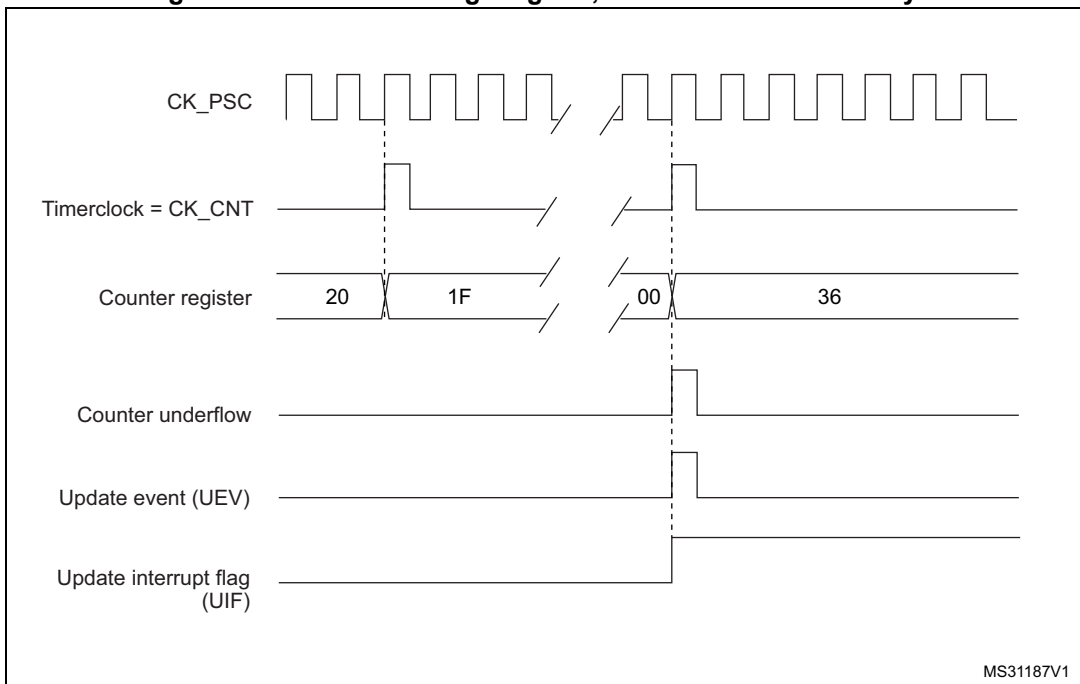 CK_PSC
Timerclock = CK_CNT
Counter register
20
1F
00
36
Counter underflow
Update event (UEV)
Update interrupt flag
(UIF)
MS31187V1